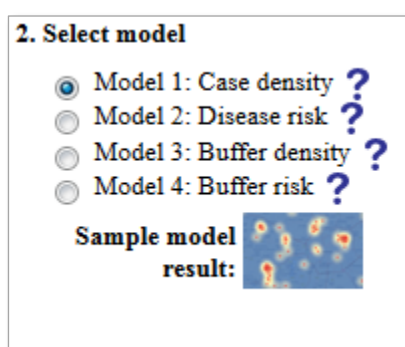 2. Select model
Model 1: Case density ?
Model 2: Disease risk ?
Model 3: Buffer density ?
Model 4: Buffer risk ?
Sample model
result: